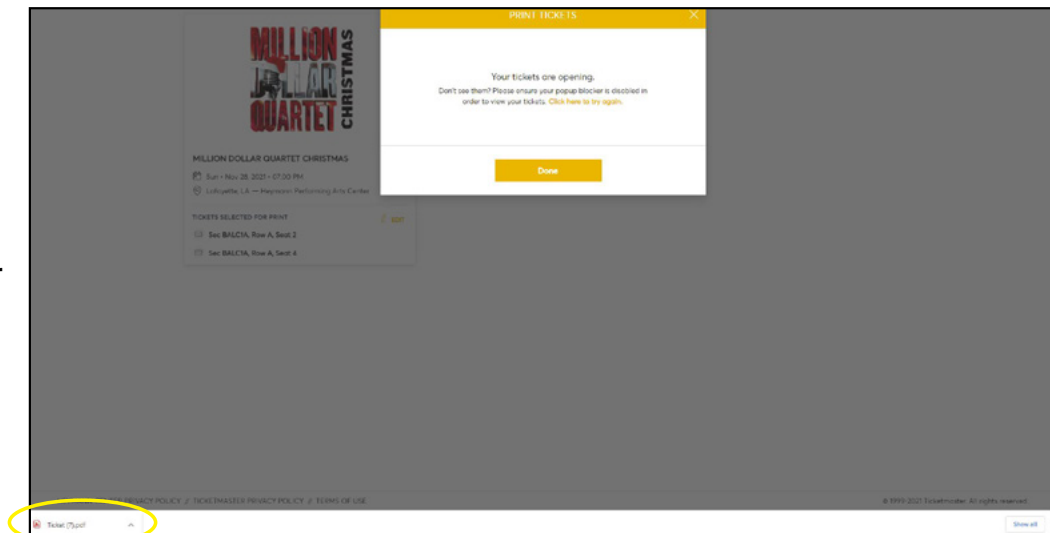 PRINT TICKETS
Your tickets are opening.
Don't see them? Please ensure your popup blocker is disabled in
order to view your tickets. Click here to try again.
Done
MILLION
DOLLAR
QUARTET
CHRISTMAS
MILLION DOLLAR QUARTET CHRISTMAS
Sun • Nov 28, 2021 • 07:00 PM
Lafayette, LA — Heymann Performing Arts Center
TICKETS SELECTED FOR PRINT
Sec BALC1A, Row A, Seat 2
Sec BALC1A, Row A, Seat 4
PRIVACY POLICY / TICKETMASTER PRIVACY POLICY / TERMS OF USE
© 1999-2021 Ticketmaster. All rights reserved.
Ticket (7).pdf
Show all